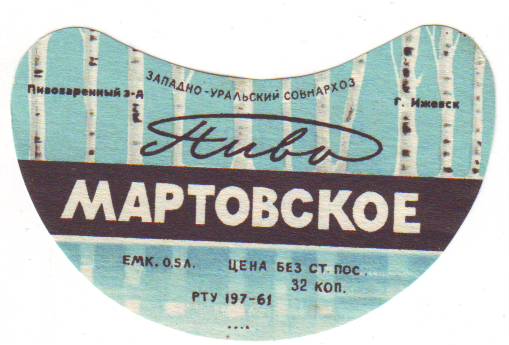 ЗАПАДНО-УРАЛЬСКИЙ СОВНАРХОЗ
Пивоваренный з-д
г. Ижевск
Пиво
МАРТОВСКОЕ
ЕМК. 0,5 Л. ЦЕНА БЕЗ СТ. ПОС.
32 КОП.
РТУ 197-61